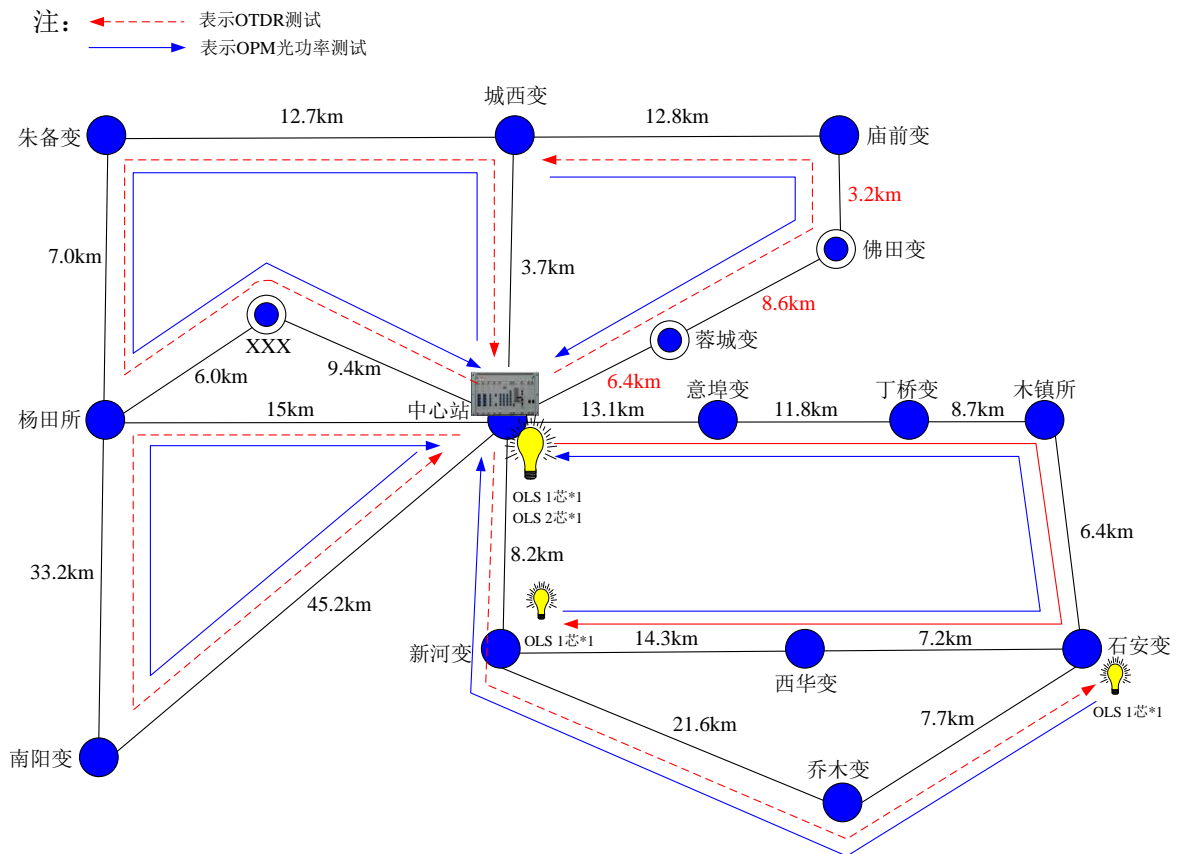 注：
表示OTDR测试
表示OPM光功率测试
城西变
12.7km
12.8km
朱备变
庙前变
3.2km
佛田变
7.0km
3.7km
8.6km
XXX
蓉城变
9.4km
6.0km
6.4km
意埠变
丁桥变
木镇所
杨田所
15km
中心站
13.1km
11.8km
8.7km
OLS 1芯*1
OLS 2芯*1
6.4km
8.2km
33.2km
45.2km
OLS 1芯*1
14.3km
7.2km
新河变
西华变
石安变
OLS 1芯*1
21.6km
7.7km
南阳变
乔木变